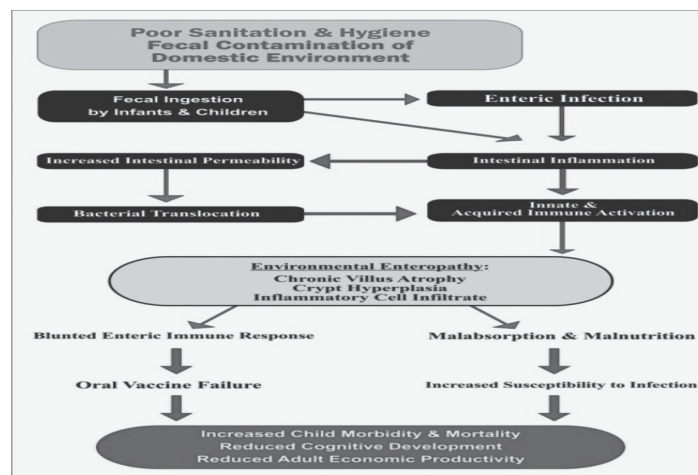 Poor Sanitation & Hygiene
Fecal Contamination of
Domestic Environment
Fecal Ingestion
by Infants & Children
Enteric Infection
Increased Intestinal Permeability
Intestinal Inflammation
Bacterial Translocation
Innate &
Acquired Immune Activation
Environmental Enteropathy:
Chronic Villus Atrophy
Crypt Hyperplasia
Inflammatory Cell Infiltrate
Blunted Enteric Immune Response
Malabsorption & Malnutrition
Oral Vaccine Failure
Increased Susceptibility to Infection
Increased Child Morbidity & Mortality
Reduced Cognitive Development
Reduced Adult Economic Productivity